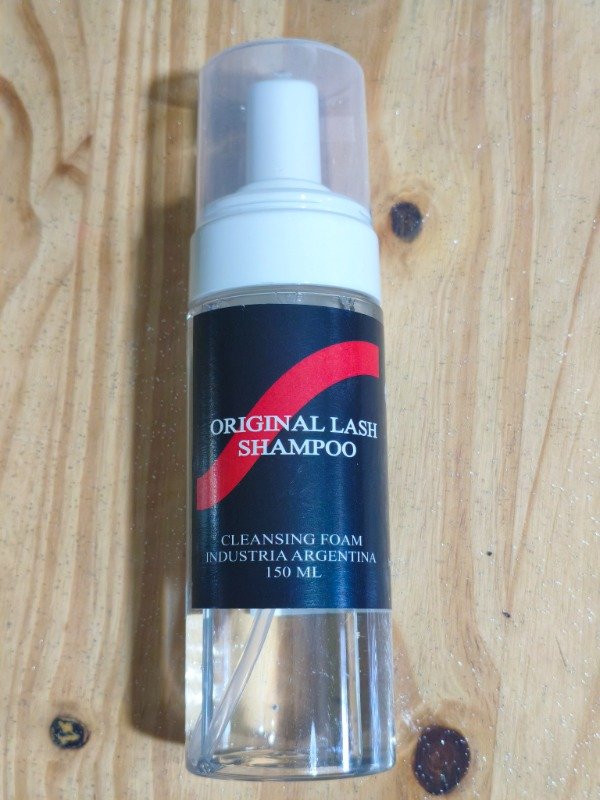 ORIGINAL LASH
SHAMPOO
CLEANSING FOAM
INDUSTRIA ARGENTINA
150 ML